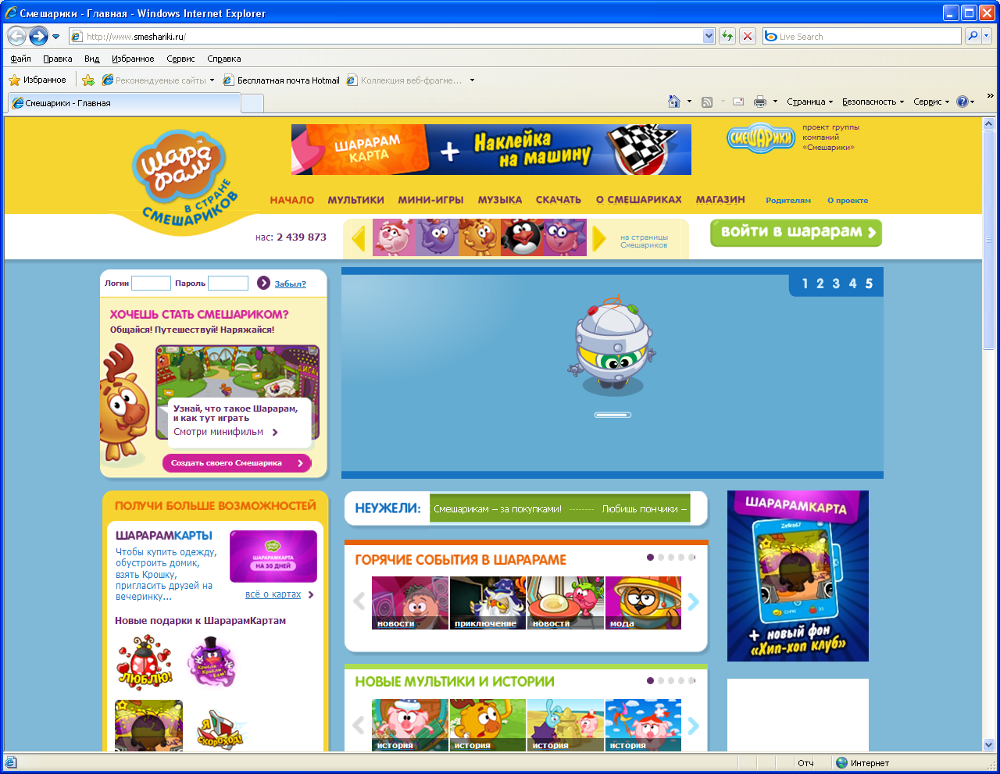 Смешарики - Главная - Windows Internet Explorer
http://www.smeshariki.ru/
Live Search
Файл Правка Вид Избранное Сервис Справка
Избранное
Рекомендуемые сайты
Бесплатная почта Hotmail
Коллекция веб-фрагме...
Смешарики - Главная
Страница
Безопасность
Сервис
Шарарам™
В СТРАНЕ
СМЕШАРИКОВ
ШАРАРАМ
КАРТА
+
Наклейка
на машину
СМЕШАРИКИ
проект группы
компаний
«Смешарики»
НАЧАЛО МУЛЬТИКИ МИНИ-ИГРЫ МУЗЫКА СКАЧАТЬ О СМЕШАРИКАХ МАГАЗИН Родителям О проекте
нас: 2 439 873
на страницы
Смешариков
ВОЙТИ В ШАРАРАМ
Логин
Пароль
Забыл?
1 2 3 4 5
ХОЧЕШЬ СТАТЬ СМЕШАРИКОМ?
Общайся! Путешествуй! Наряжайся!
ДИСК
Узнай, что такое Шарарам,
и как тут играть
Смотри минифильм
Создать своего Смешарика
ПОЛУЧИ БОЛЬШЕ ВОЗМОЖНОСТЕЙ
ШАРАРАМКАРТЫ
Чтобы купить одежду,
обустроить домик,
взять Крошку,
пригласить друзей на
вечеринку...
ШАРАРАМКАРТА
НА 30 ДНЕЙ
всё о картах
Новые подарки к ШарарамКартам
ЛЮБЛЮ!
Крибли
Крабли
Бумс
Я
СКОРОХОД!
НЕУЖЕЛИ:
Смешарикам – за покупками! -------- Любишь пончики –
ГОРЯЧИЕ СОБЫТИЯ В ШАРАРАМЕ
новости
приключение
новости
мода
НОВЫЕ МУЛЬТИКИ И ИСТОРИИ
история
история
история
история
ШАРАРАМКАРТА
Zefirka67
+ новый фон
«Хип-хоп клуб»
Отч
Интернет